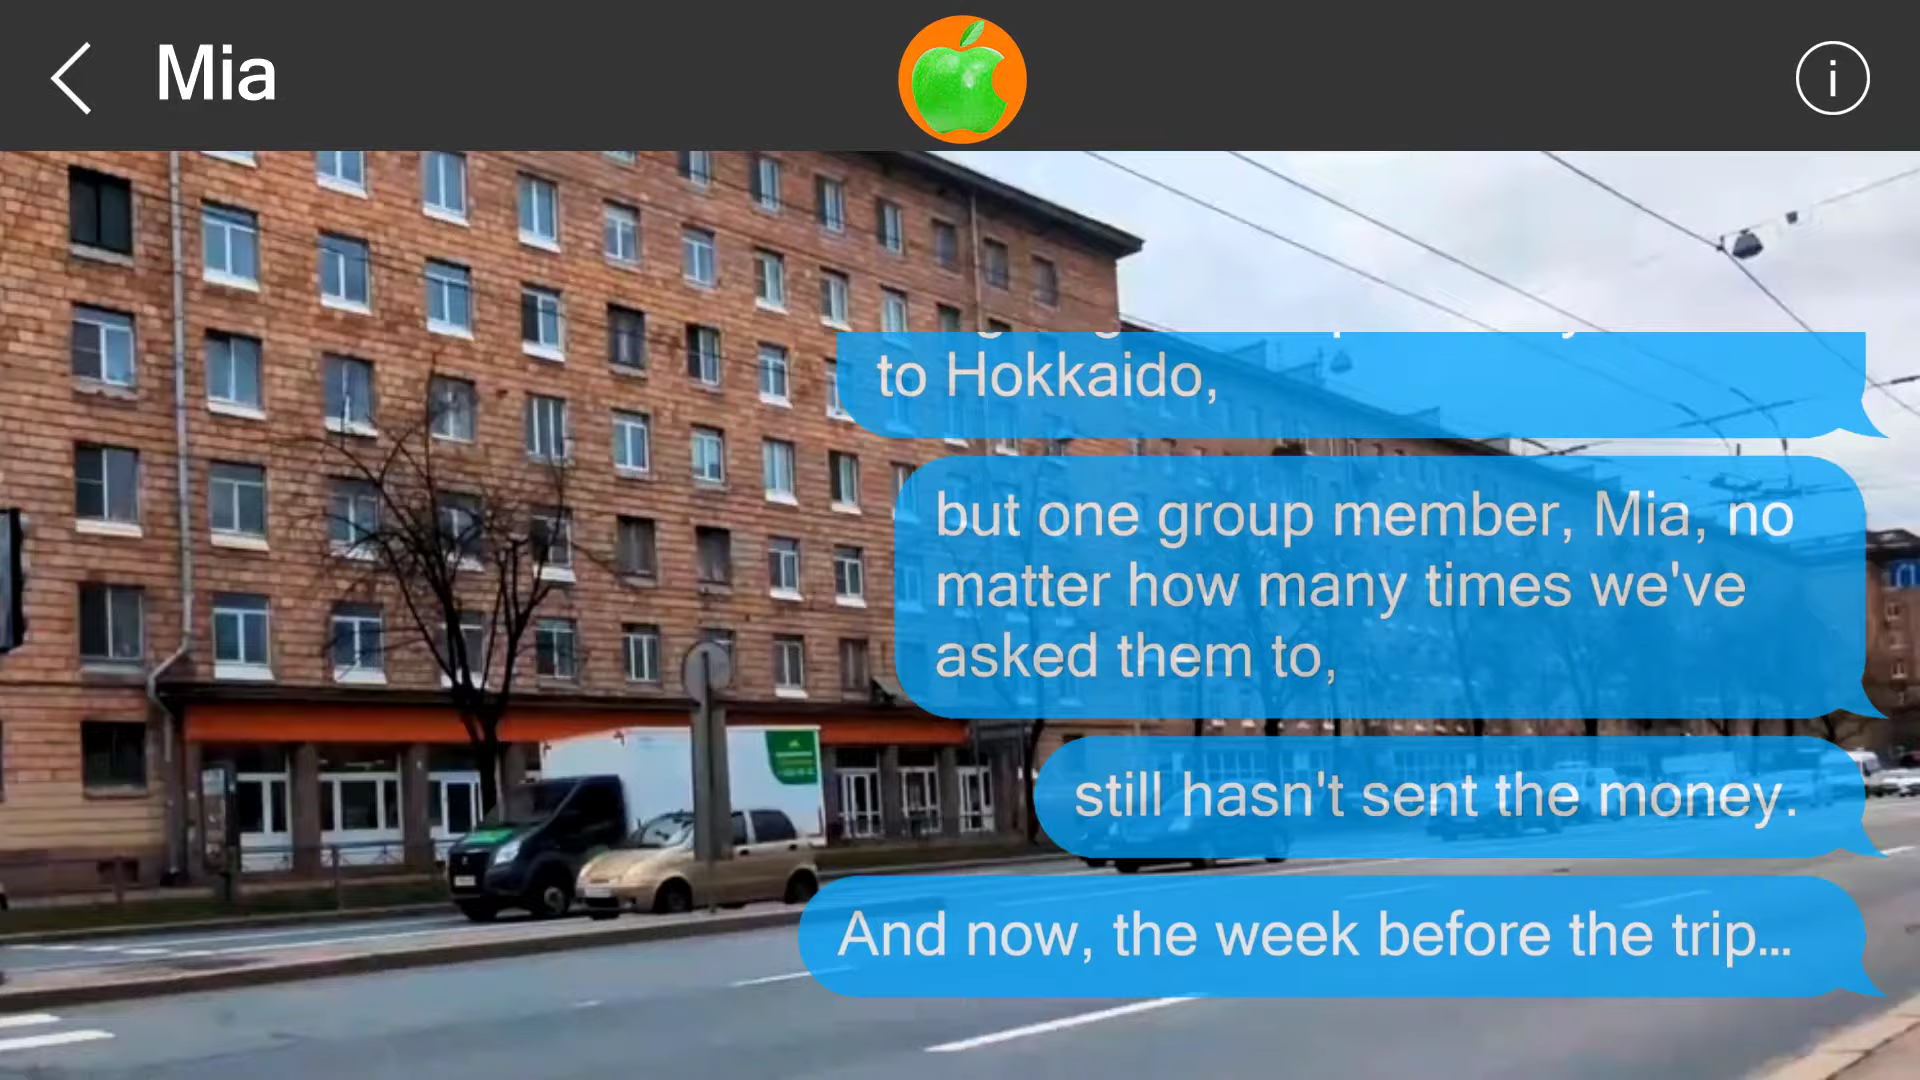 Mia
i
to Hokkaido,
but one group member, Mia, no
matter how many times we've
asked them to,
still hasn't sent the money.
And now, the week before the trip...